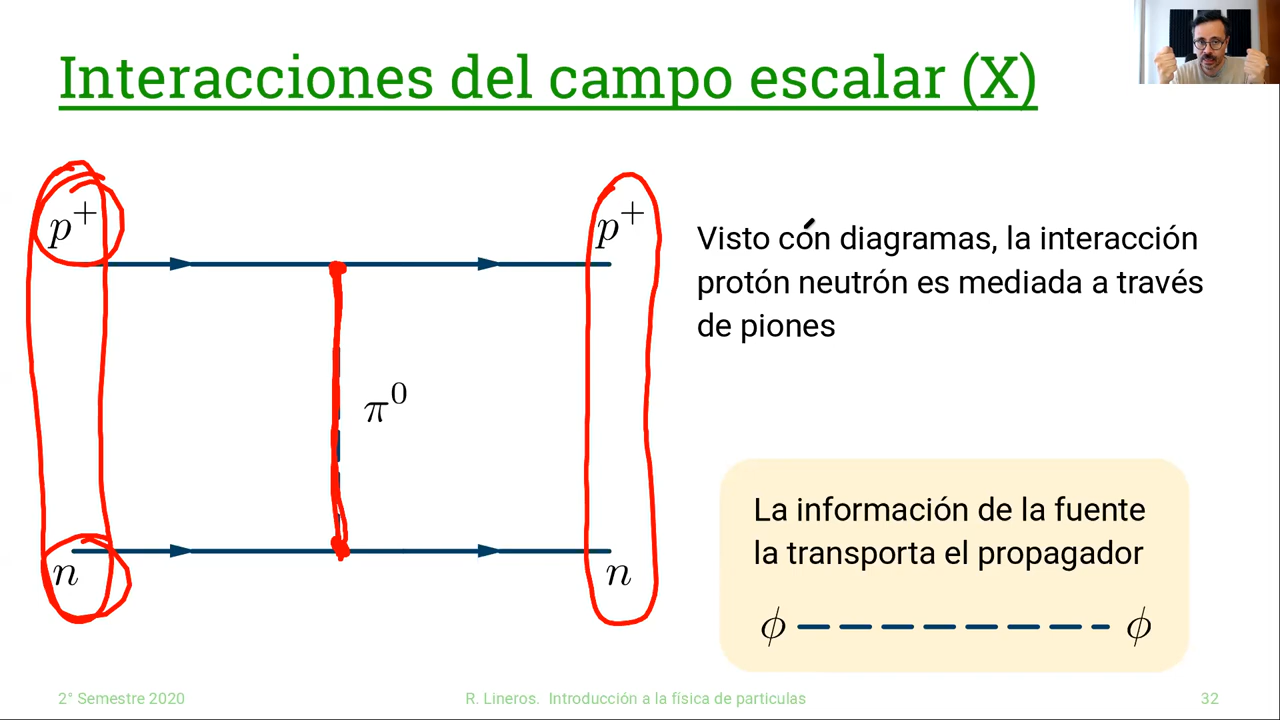 Interacciones del campo escalar (X)
p+
p+
π0
n
n
Visto con diagramas, la interacción
protón neutrón es mediada a través
de piones
La información de la fuente
la transporta el propagador
ϕ
ϕ
2° Semestre 2020
R. Lineros. Introducción a la física de particulas
32